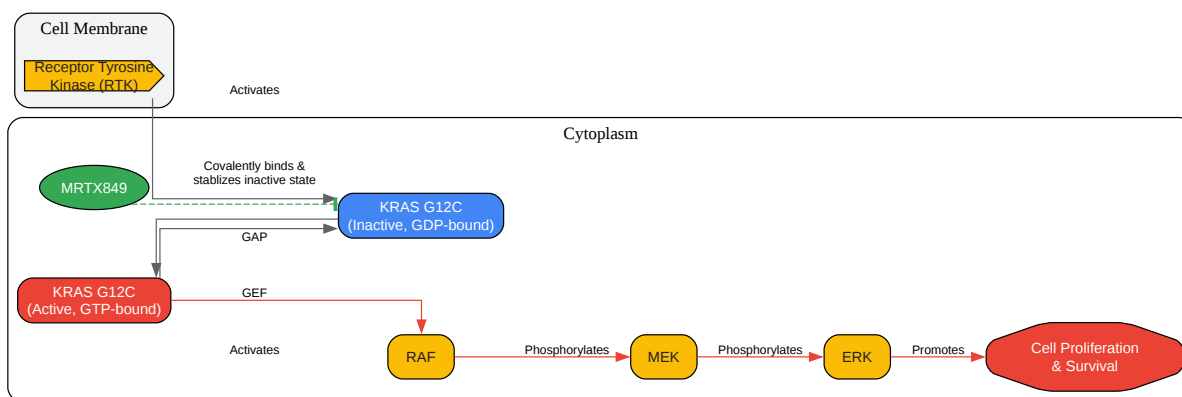 Cell Membrane
Receptor Tyrosine
Kinase (RTK)
Activates
Cytoplasm
Covalently binds &
stablizes inactive state
MRTX849
KRAS G12C
(Inactive, GDP-bound)
GAP
KRAS G12C
(Active, GTP-bound)
GEF
Activates
RAF
Phosphorylates
MEK
Phosphorylates
ERK
Promotes
Cell Proliferation
& Survival